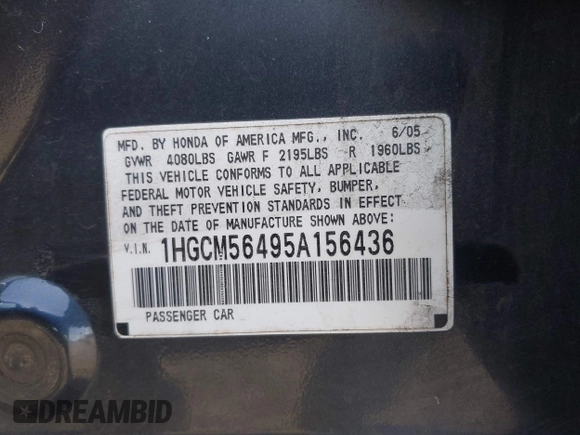 MFD. BY HONDA OF AMERICA MFG., INC. 6/05
GVWR 4080LBS GAWR F 2195LBS R 1960LBS
THIS VEHICLE CONFORMS TO ALL APPLICABLE
FEDERAL MOTOR VEHICLE SAFETY, BUMPER,
AND THEFT PREVENTION STANDARDS IN EFFECT
ON THE DATE OF MANUFACTURE SHOWN ABOVE:
V.I.N. 1HGCM56495A156436
PASSENGER CAR
DREAMBID